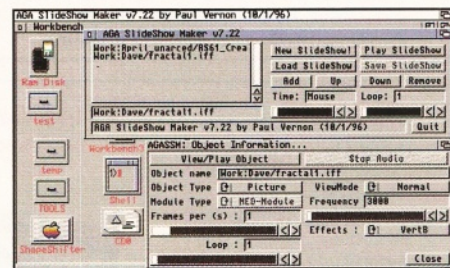 AGA SlideShow Maker v7.22 by Paul Vernon (10/1/96)
Workbench
AGA SlideShow Maker v7.22
Work:April_unarced/RS61_Crea
Work:Dave/fractal1.iff
New SlideShow!
Play SlideShow
Load SlideShow
Save SlideShow
Add
Up
Down
Remove
Time:
Mouse
Loop:
1
Work:Dave/fractal1.iff
AGA SlideShow Maker v7.22 by Paul Vernon (10/1/96)
Quit
Ram Disk
test
temp
TOOLS
ShapeShifter
Workbench3
Shell
CD0
AGASSM: Object Information...
View/Play Object
Stop Audio
Object name
Work:Dave/fractal1.iff
Object Type
Picture
ViewMode
Normal
Module Type
MED-Module
Frequency
3000
Frames per (s) :
1
Effects :
VertB
Loop :
1
Close